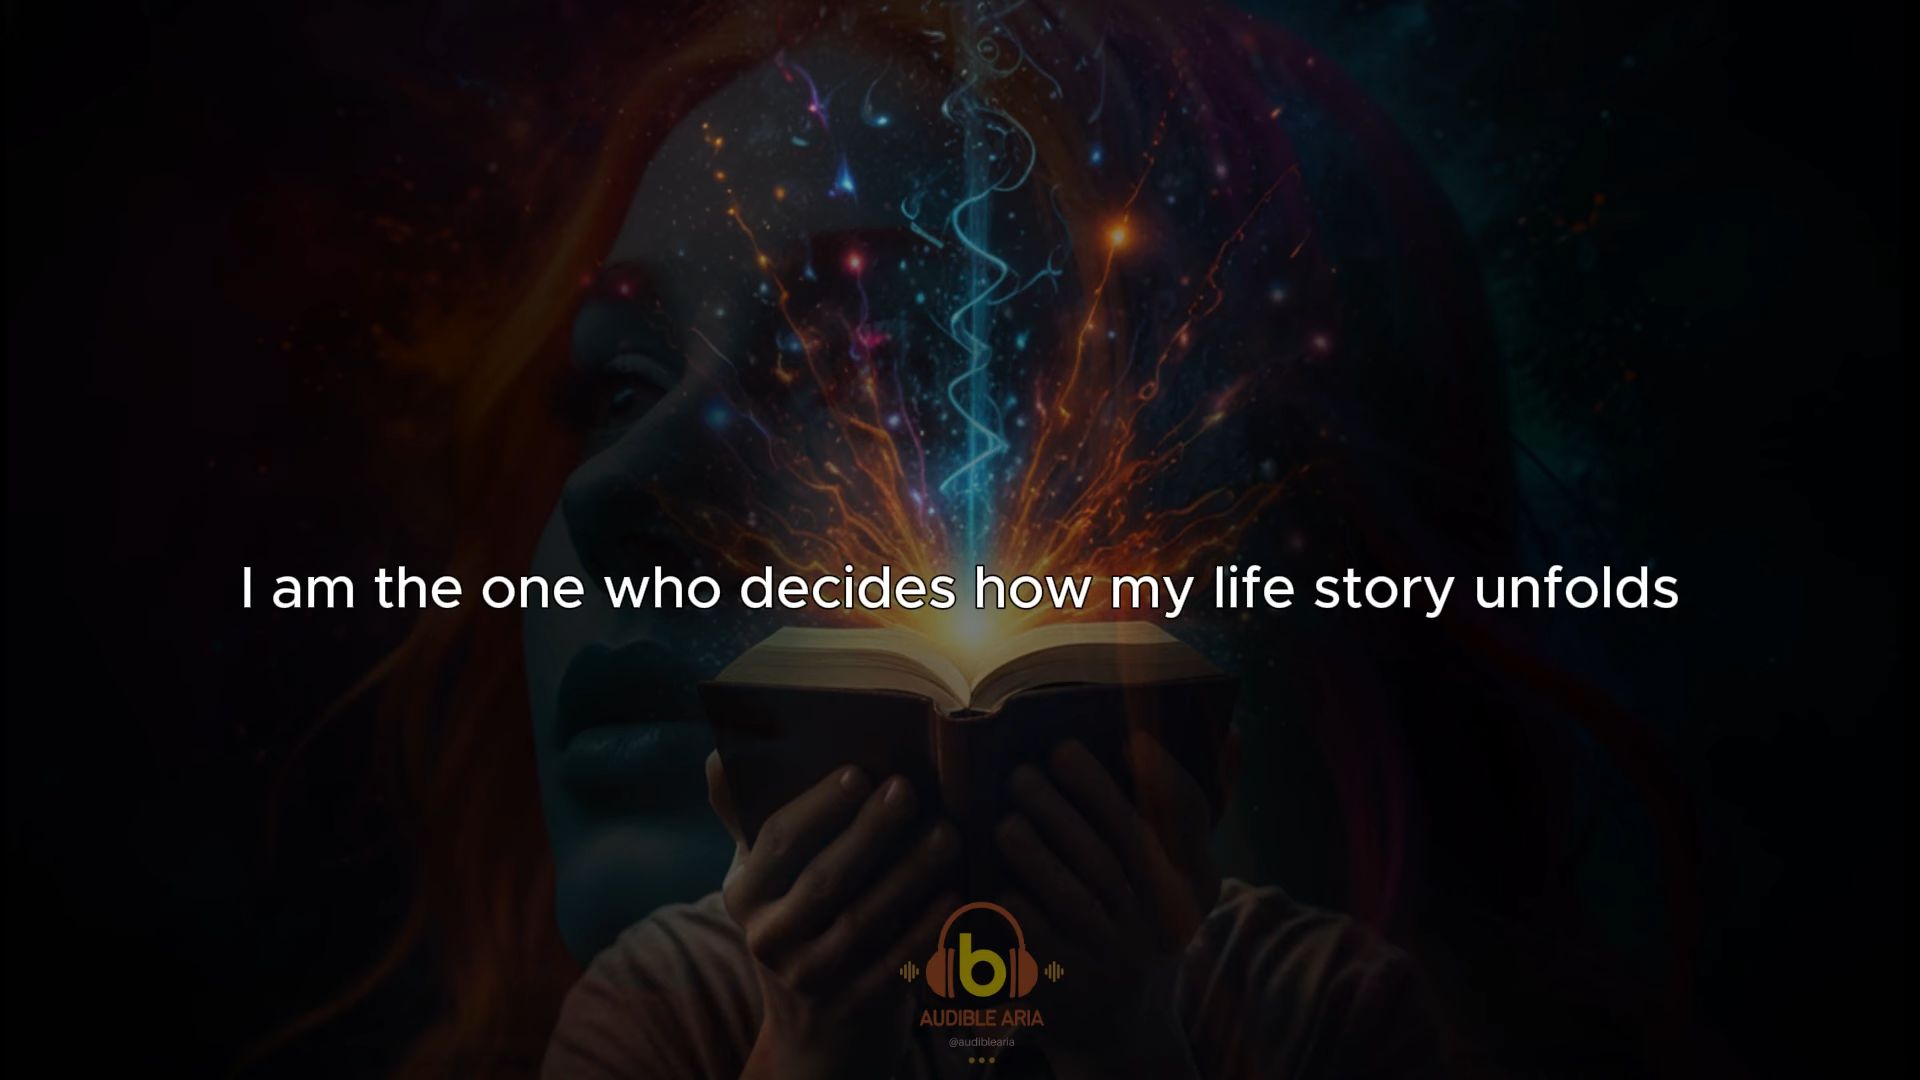 I am the one who decides how my life story unfolds
b
AUDIBLE ARIA
@audiblearia